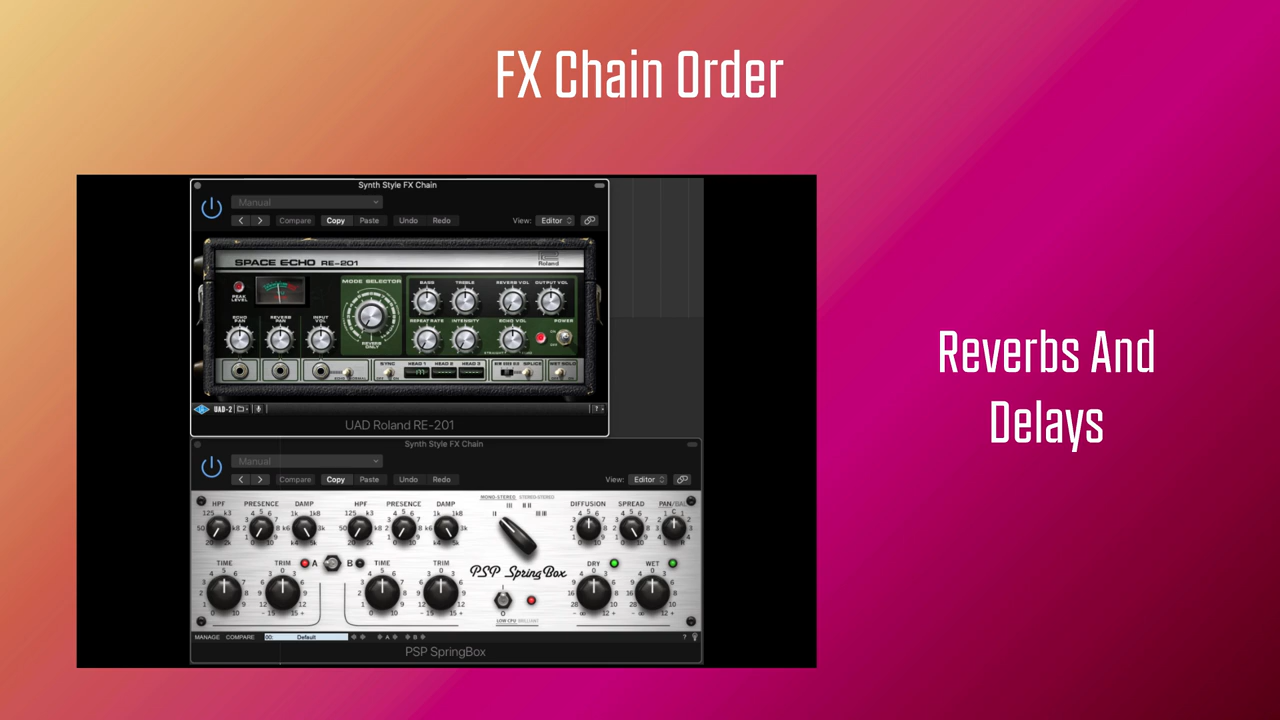 FX Chain Order
Synth Style FX Chain
Manual
Compare Copy Paste Undo Redo View: Editor
SPACE ECHO RE-201
Roland
PEAK LEVEL
MODE SELECTOR
BASS TREBLE REVERB VOL OUTPUT VOL
ECHO PAN REVERB PAN INPUT VOL
REPEAT RATE INTENSITY ECHO VOL POWER
ON
OFF
REVERB ONLY
SYNC HEAD 1 HEAD 2 HEAD 3 SPLICE WET SOLO
UAD-2 ?
UAD Roland RE-201
Reverbs And
Delays
Synth Style FX Chain
Manual
Compare Copy Paste Undo Redo View: Editor
HPF PRESENCE DAMP HPF PRESENCE DAMP MONO-STEREO STEREO-STEREO DIFFUSION SPREAD PAN/BAL
TIME TRIM A B TIME TRIM PSP SpringBox DRY WET
LOW CPU BRILLIANT
MANAGE COMPARE 00: Default A B ?
PSP SpringBox